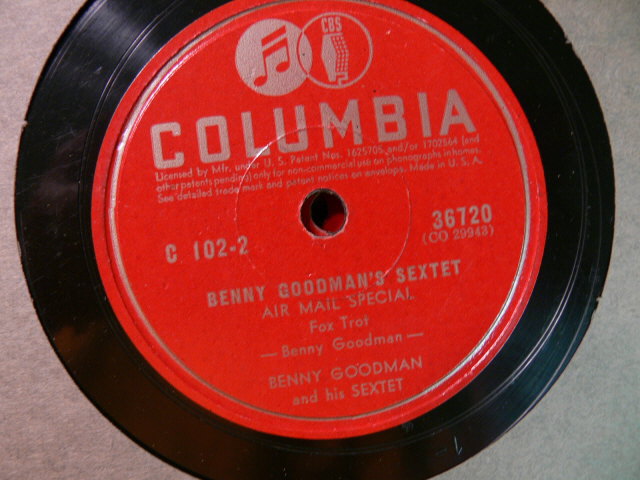 CBS
COLUMBIA
Licensed by Mfr. under U. S. Patent Nos. 1625705 and/or 1702564 (and
other patents pending) only for non-commercial use on phonographs in homes.
See detailed trade mark and patent notices on envelope. Made in U. S. A.
C 102-2
36720
(CO 29943)
BENNY GOODMAN'S SEXTET
AIR MAIL SPECIAL
Fox Trot
— Benny Goodman —
BENNY GOODMAN
and his SEXTET